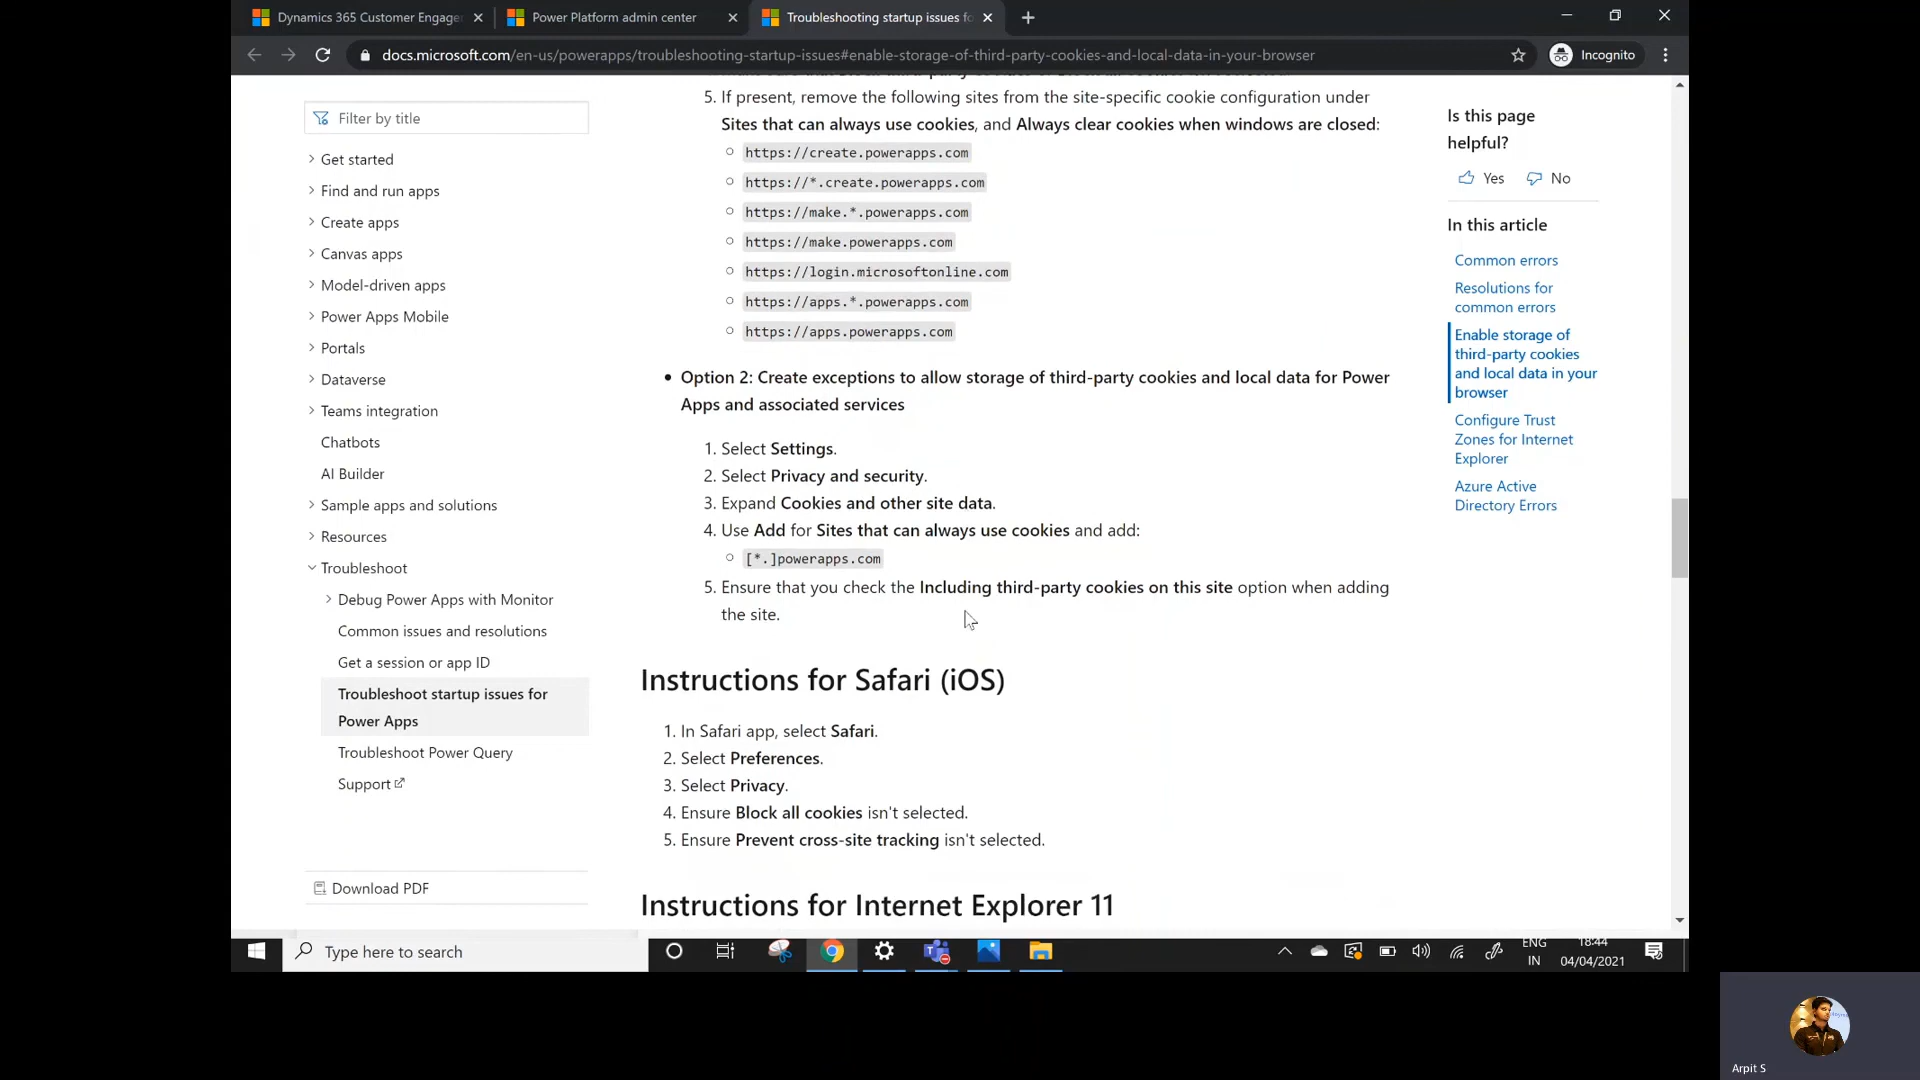 Dynamics 365 Customer Engage
Power Platform admin center
Troubleshooting startup issues fo
docs.microsoft.com/en-us/powerapps/troubleshooting-startup-issues#enable-storage-of-third-party-cookies-and-local-data-in-your-browser
Incognito
Filter by title
Get started
Find and run apps
Create apps
Canvas apps
Model-driven apps
Power Apps Mobile
Portals
Dataverse
Teams integration
Chatbots
AI Builder
Sample apps and solutions
Resources
Troubleshoot
Debug Power Apps with Monitor
Common issues and resolutions
Get a session or app ID
Troubleshoot startup issues for
Power Apps
Troubleshoot Power Query
Support
Download PDF
5. If present, remove the following sites from the site-specific cookie configuration under
Sites that can always use cookies, and Always clear cookies when windows are closed:
https://create.powerapps.com
https://*.create.powerapps.com
https://make.*.powerapps.com
https://make.powerapps.com
https://login.microsoftonline.com
https://apps.*.powerapps.com
https://apps.powerapps.com
Option 2: Create exceptions to allow storage of third-party cookies and local data for Power
Apps and associated services
1. Select Settings.
2. Select Privacy and security.
3. Expand Cookies and other site data.
4. Use Add for Sites that can always use cookies and add:
[*.]powerapps.com
5. Ensure that you check the Including third-party cookies on this site option when adding
the site.
Instructions for Safari (iOS)
1. In Safari app, select Safari.
2. Select Preferences.
3. Select Privacy.
4. Ensure Block all cookies isn't selected.
5. Ensure Prevent cross-site tracking isn't selected.
Instructions for Internet Explorer 11
Is this page
helpful?
Yes No
In this article
Common errors
Resolutions for
common errors
Enable storage of
third-party cookies
and local data in your
browser
Configure Trust
Zones for Internet
Explorer
Azure Active
Directory Errors
Type here to search
ENG
IN
18:44
04/04/2021
Arpit S